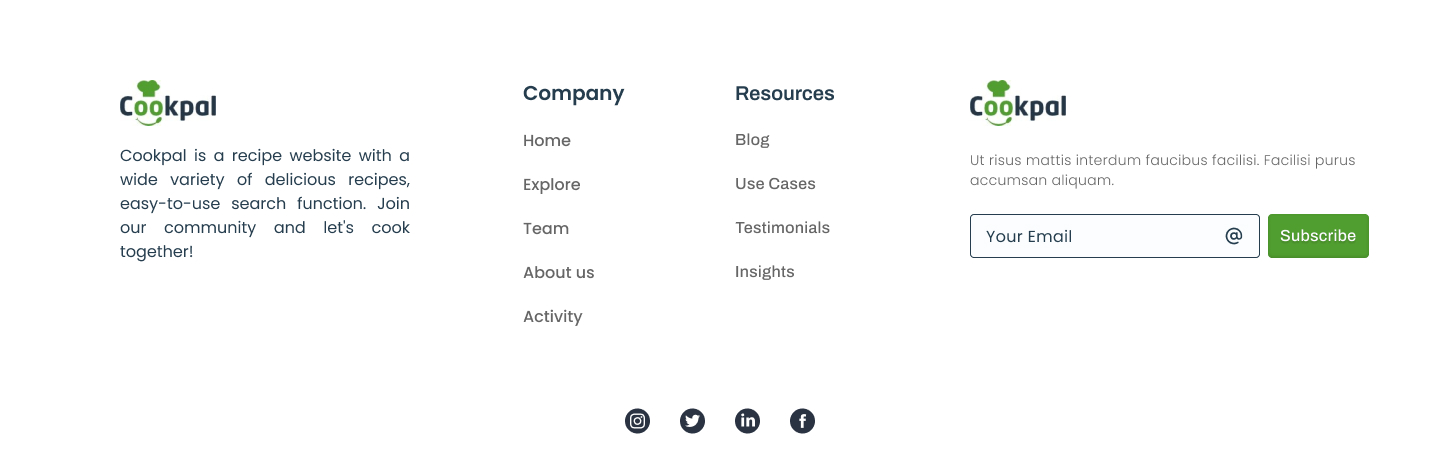 Cookpal
Cookpal is a recipe website with a
wide variety of delicious recipes,
easy-to-use search function. Join
our community and let's cook
together!
Company
Home
Explore
Team
About us
Activity
Resources
Blog
Use Cases
Testimonials
Insights
Cookpal
Ut risus mattis interdum faucibus facilisi. Facilisi purus
accumsan aliquam.
Your Email @
Subscribe